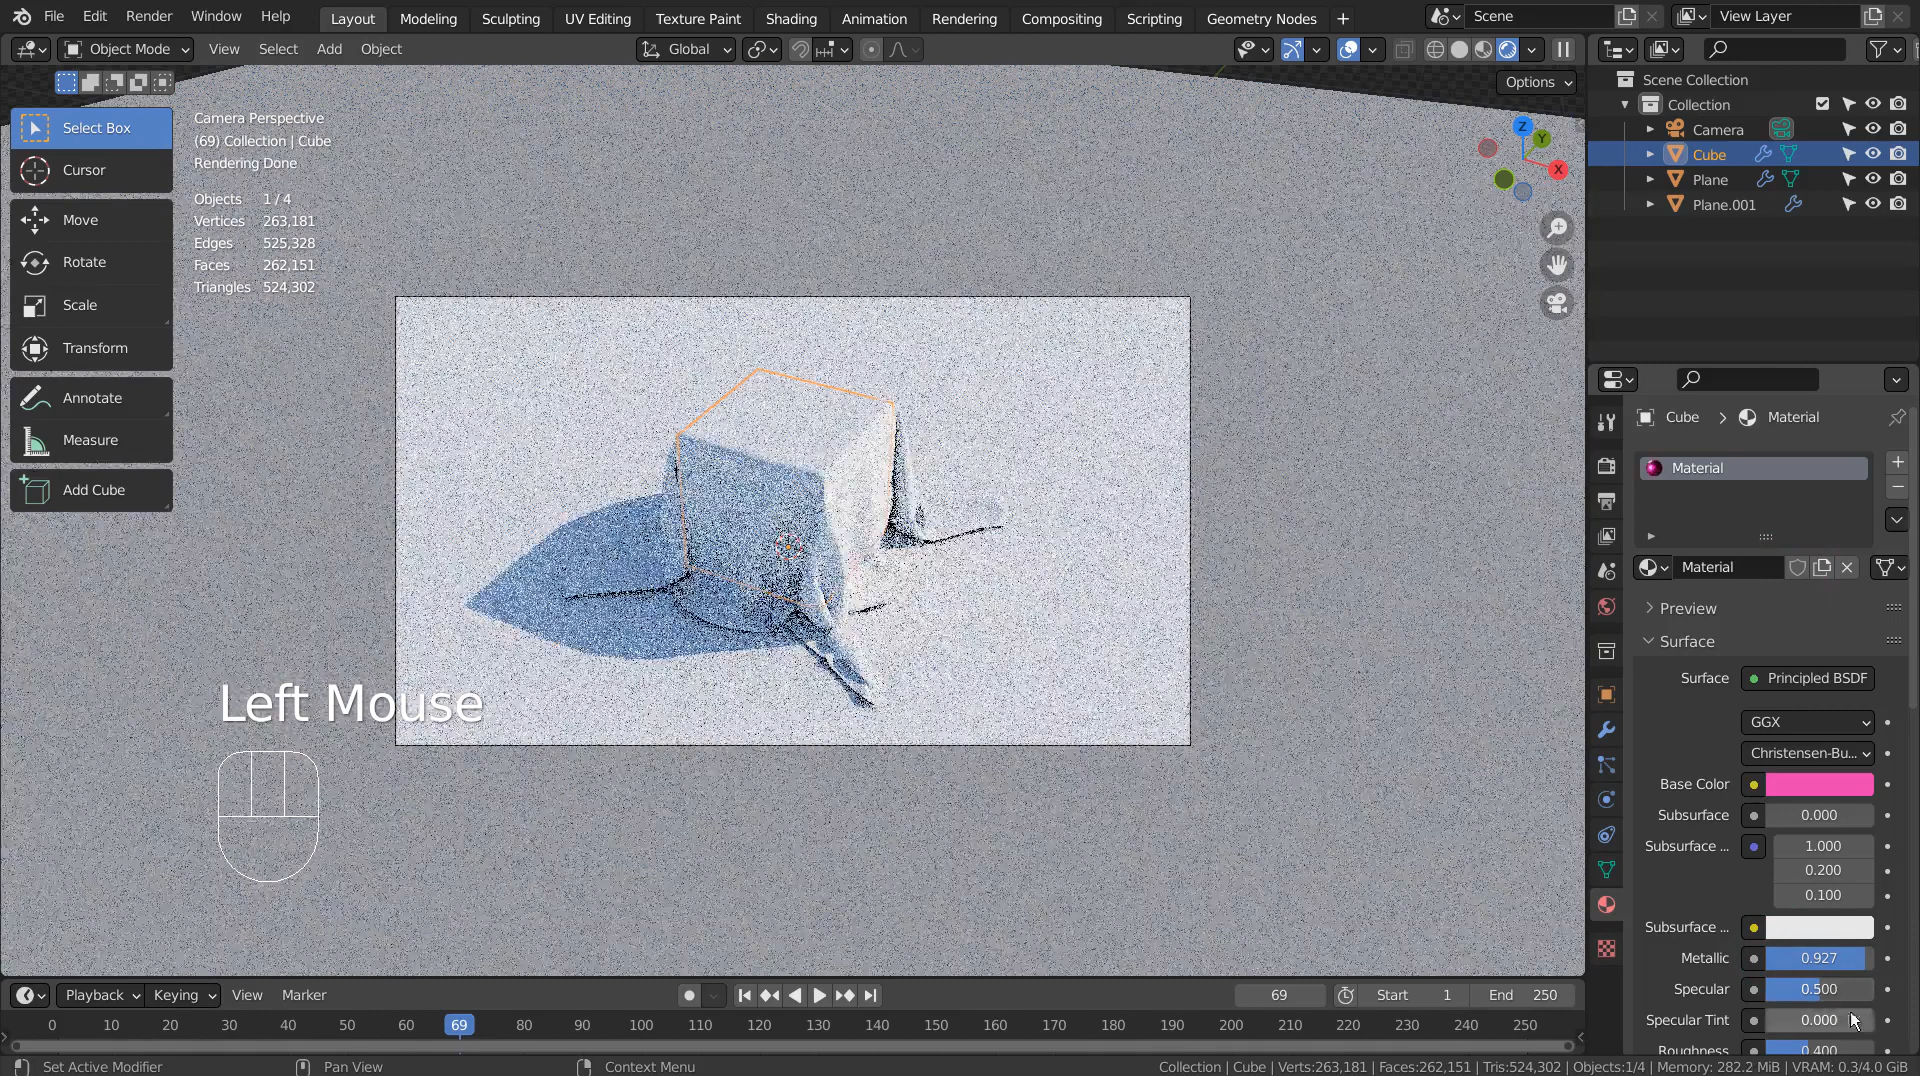 File Edit Render Window Help Layout Modeling Sculpting UV Editing Texture Paint Shading Animation Rendering Compositing Scripting Geometry Nodes + Scene View Layer
Object Mode View Select Add Object Global
Options
Select Box
Cursor
Move
Rotate
Scale
Transform
Annotate
Measure
Add Cube
Camera Perspective
(69) Collection | Cube
Rendering Done
Objects 1 / 4
Vertices 263,181
Edges 525,328
Faces 262,151
Triangles 524,302
Z
Y
X
Left Mouse
Scene Collection
Collection
Camera
Cube
Plane
Plane.001
Cube > Material
Material
Material
Preview
Surface
Surface Principled BSDF
GGX
Christensen-Bu...
Base Color
Subsurface 0.000
Subsurface ... 1.000
0.200
0.100
Subsurface ...
Metallic 0.927
Specular 0.500
Specular Tint 0.000
Roughness 0.400
Playback Keying View Marker 69 Start 1 End 250
0 10 20 30 40 50 60 69 80 90 100 110 120 130 140 150 160 170 180 190 200 210 220 230 240 250
Set Active Modifier Pan View Context Menu Collection | Cube | Verts:263,181 | Faces:262,151 | Tris:524,302 | Objects:1/4 | Memory: 282.2 MiB | VRAM: 0.3/4.0 GiB